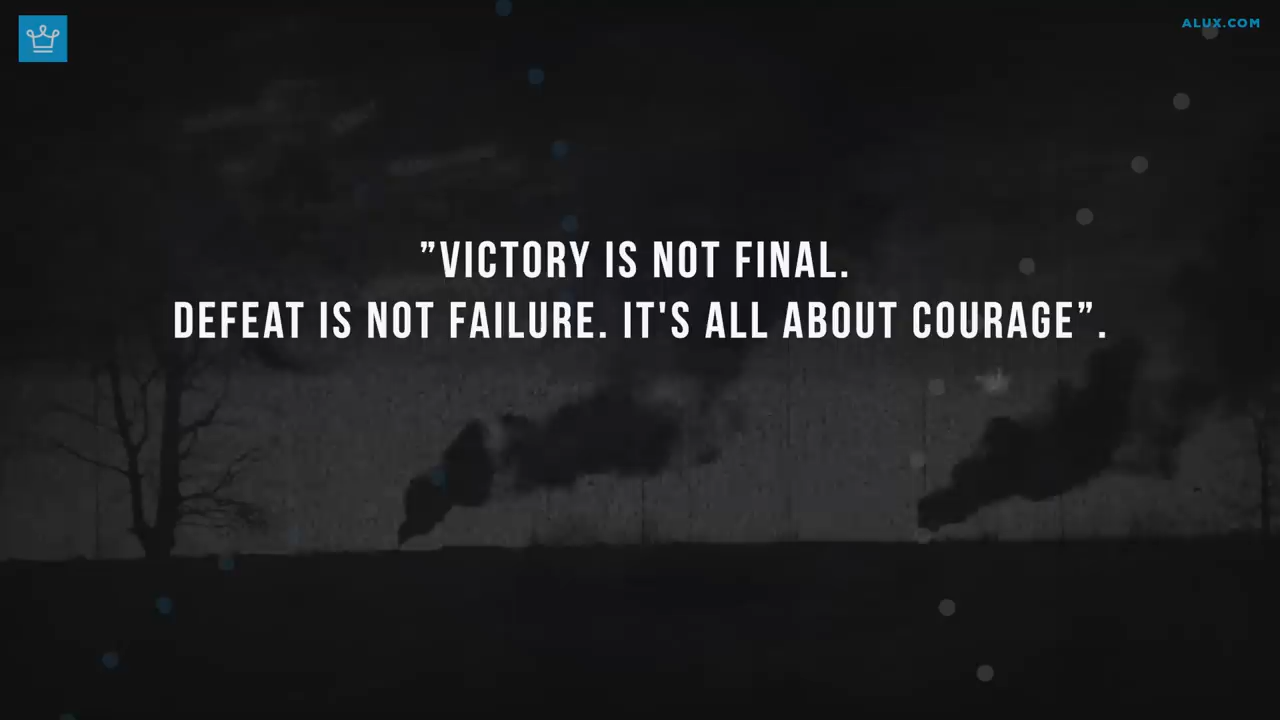 ALUX.COM
”VICTORY IS NOT FINAL.
DEFEAT IS NOT FAILURE. IT'S ALL ABOUT COURAGE”.